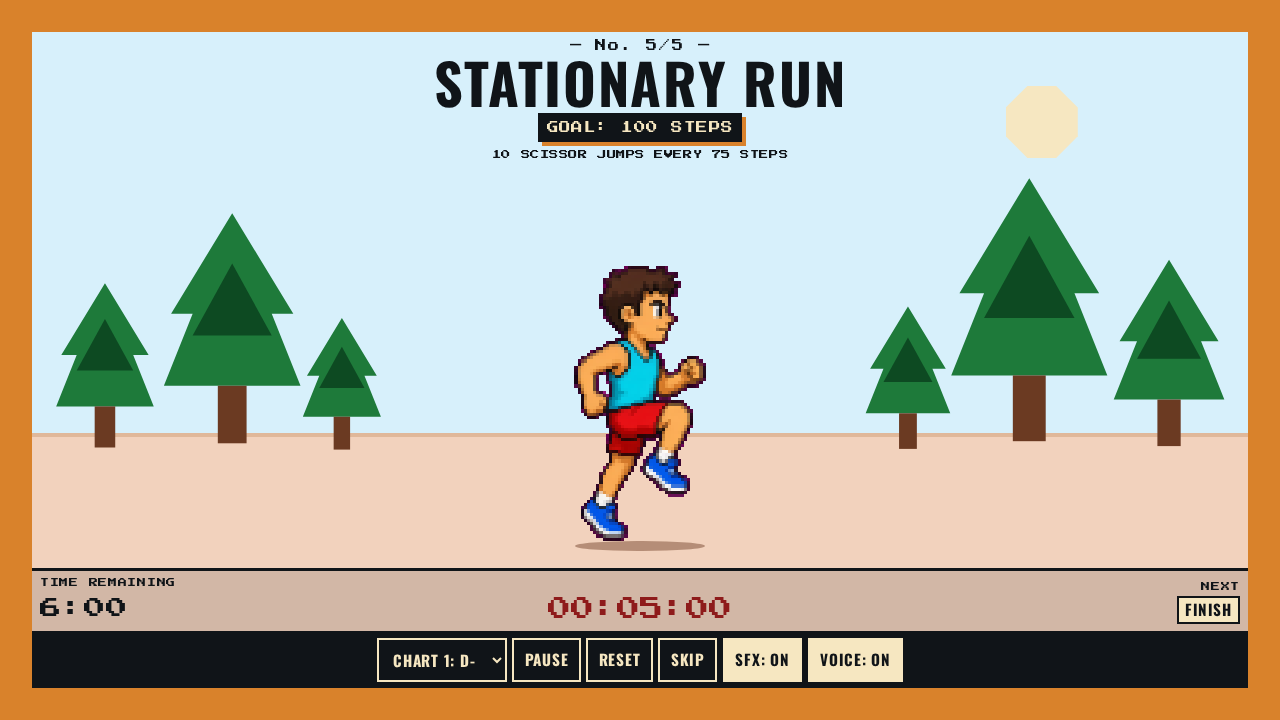 — No. 5/5 —
STATIONARY RUN
GOAL: 100 STEPS
10 SCISSOR JUMPS EVERY 75 STEPS
TIME REMAINING
6:00
00:05:00
NEXT
FINISH
CHART 1: D-
PAUSE
RESET
SKIP
SFX: ON
VOICE: ON